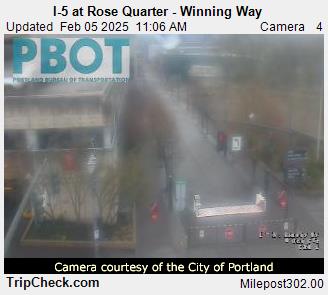 I-5 at Rose Quarter - Winning Way
Updated Feb 05 2025 11:06 AM Camera 4
PBOT
PORTLAND BUREAU OF TRANSPORTATION
Camera courtesy of the City of Portland
TripCheck.com Milepost302.00